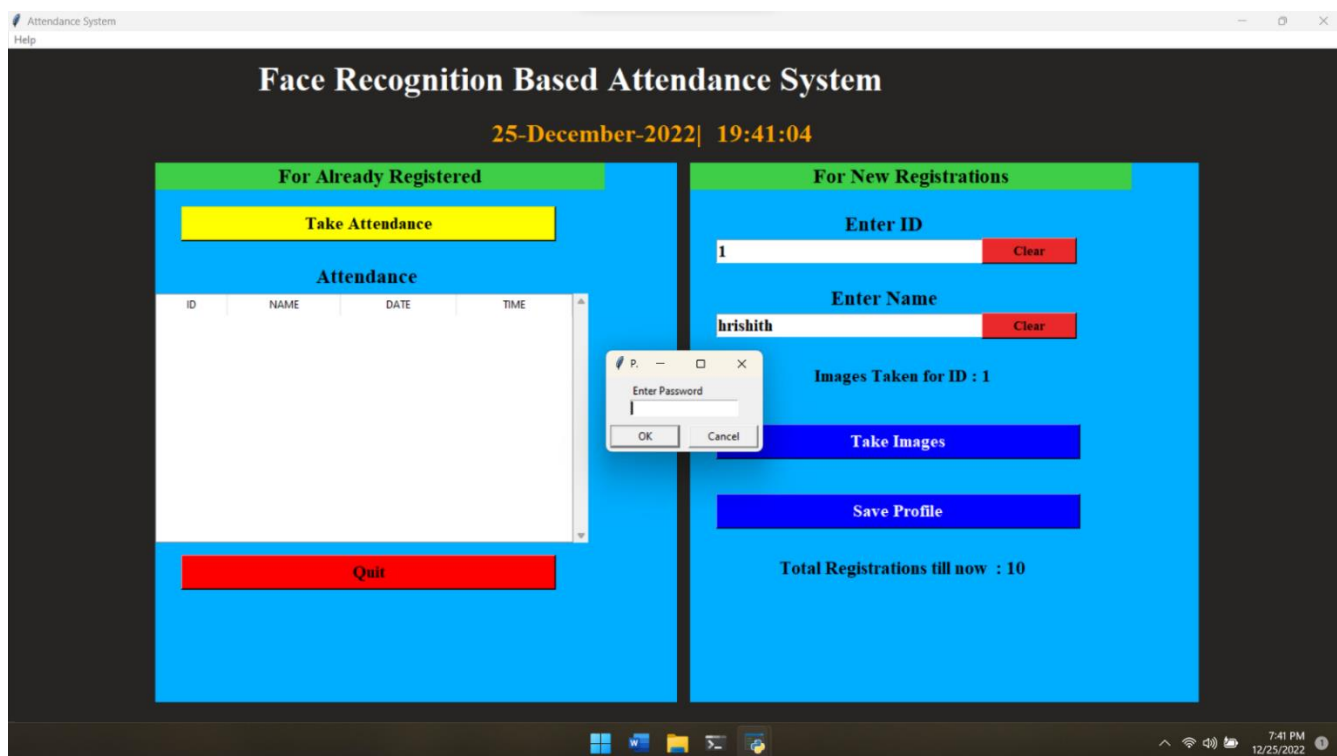 Attendance System
Help
Face Recognition Based Attendance System
25-December-2022| 19:41:04
For Already Registered
Take Attendance
Attendance
ID NAME DATE TIME
Quit
For New Registrations
Enter ID
1 Clear
Enter Name
hrishith Clear
Images Taken for ID : 1
Take Images
Save Profile
Total Registrations till now : 10
P.
Enter Password
OK Cancel
7:41 PM
12/25/2022